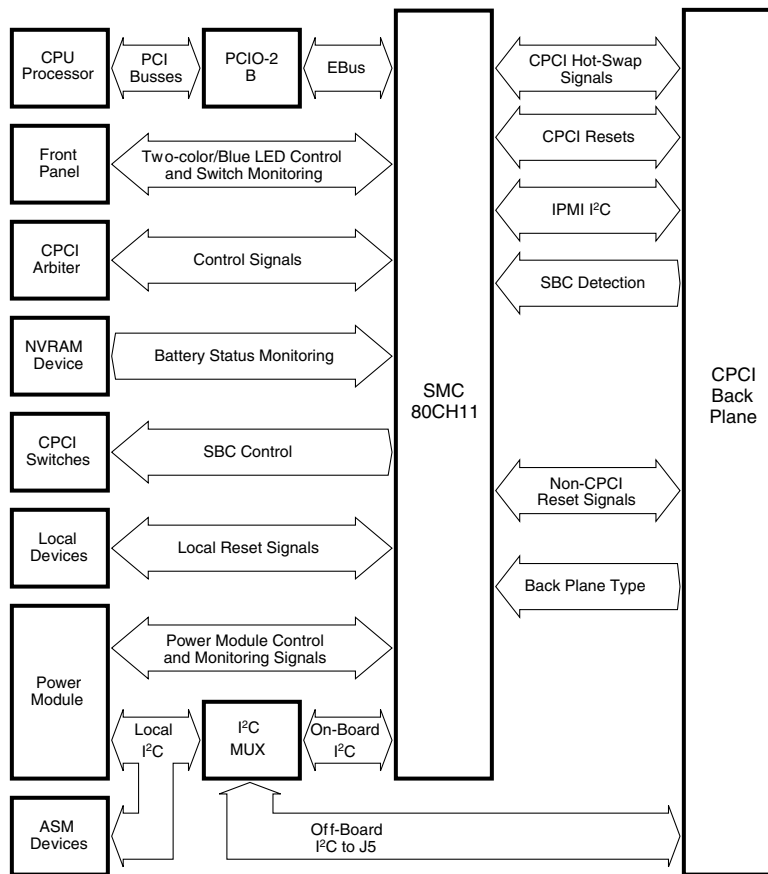 CPU
Processor
PCI
Busses
PCIO-2
B
EBus
CPCI Hot-Swap
Signals
CPCI Resets
Front
Panel
Two-color/Blue LED Control
and Switch Monitoring
IPMI I²C
CPCI
Arbiter
Control Signals
SBC Detection
NVRAM
Device
Battery Status Monitoring
SMC
80CH11
CPCI
Back
Plane
CPCI
Switches
SBC Control
Non-CPCI
Reset Signals
Local
Devices
Local Reset Signals
Back Plane Type
Power
Module
Power Module Control
and Monitoring Signals
Local
I²C
I²C
MUX
On-Board
I²C
ASM
Devices
Off-Board
I²C to J5